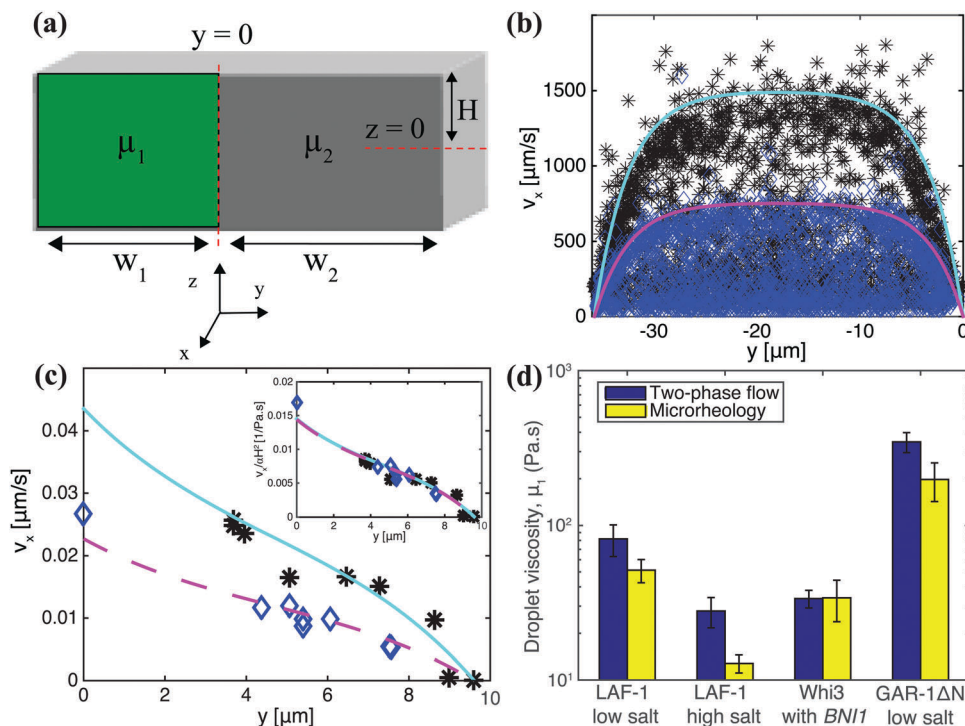 (a)
y = 0
H
z = 0
μ1
μ2
w1
w2
z
y
x
(b)
vx [μm/s]
1500
1000
500
0
-30
-20
-10
0
y [μm]
(c)
vx [μm/s]
0.04
0.03
0.02
0.01
0
0
2
4
6
8
10
y [μm]
vx/αH² [1/Pa.s]
0.02
0.015
0.01
0.005
0
0
2
4
6
8
10
y [μm]
(d)
Droplet viscosity, μ1 (Pa.s)
10³
10²
10¹
Two-phase flow
Microrheology
LAF-1
low salt
LAF-1
high salt
Whi3
with BNI1
GAR-1ΔN
low salt